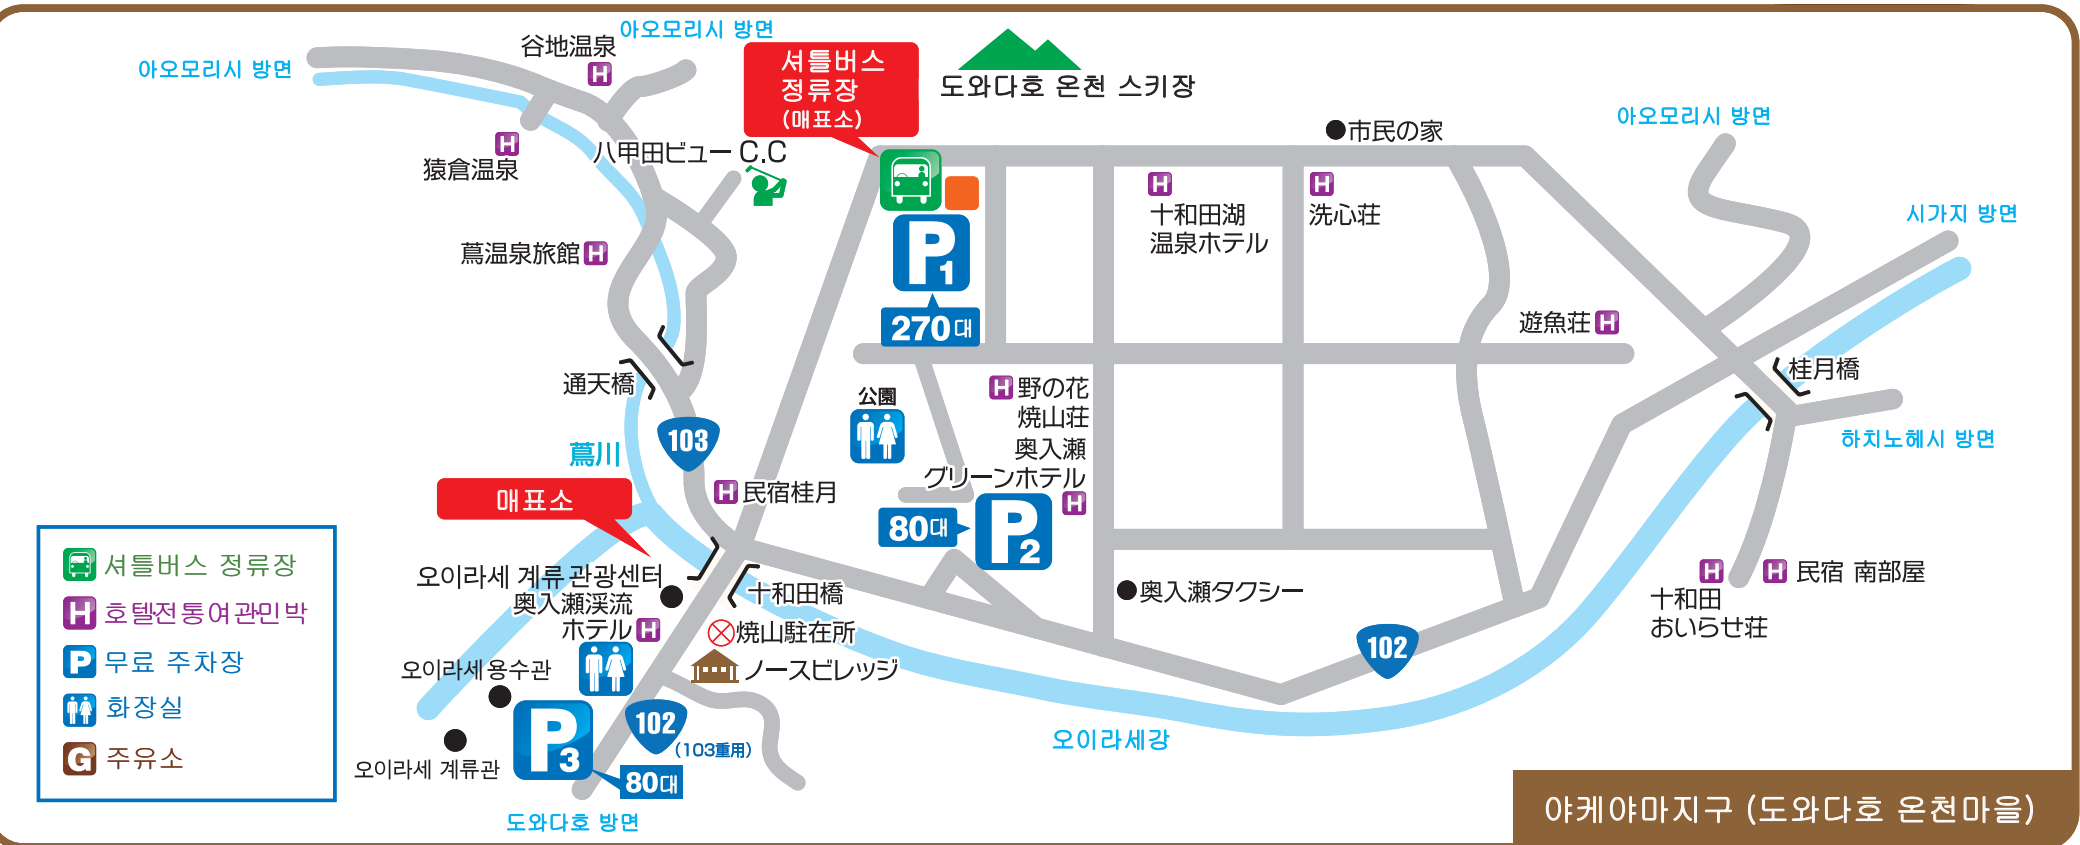 아오모리시 방면
谷地温泉
아오모리시 방면
H
셔틀버스
정류장
(매표소)
도와다호 온천 스키장
H
猿倉温泉
八甲田ビュー C.C
市民の家
아오모리시 방면
시가지 방면
H
十和田湖
温泉ホテル
H
洗心荘
蔦温泉旅館 H
P1
270대
遊魚荘 H
通天橋
桂月橋
公園
H 野の花
焼山荘
奥入瀬
グリーンホテル
H
하치노헤시 방면
103
蔦川
매표소
H 民宿桂月
80대
P2
오이라세 계류 관광센터
奥入瀬渓流
ホテル H
十和田橋
焼山駐在所
ノースビレッジ
奥入瀬タクシー
102
H
十和田
おいらせ荘
H 民宿 南部屋
오이라세용수관
오이라세 계류관
P3
102
(103重用)
80대
오이라세강
도와다호 방면
셔틀버스 정류장
H 호텔전통여관민박
P 무료 주차장
화장실
G 주유소
야케야마지구 (도와다호 온천마을)